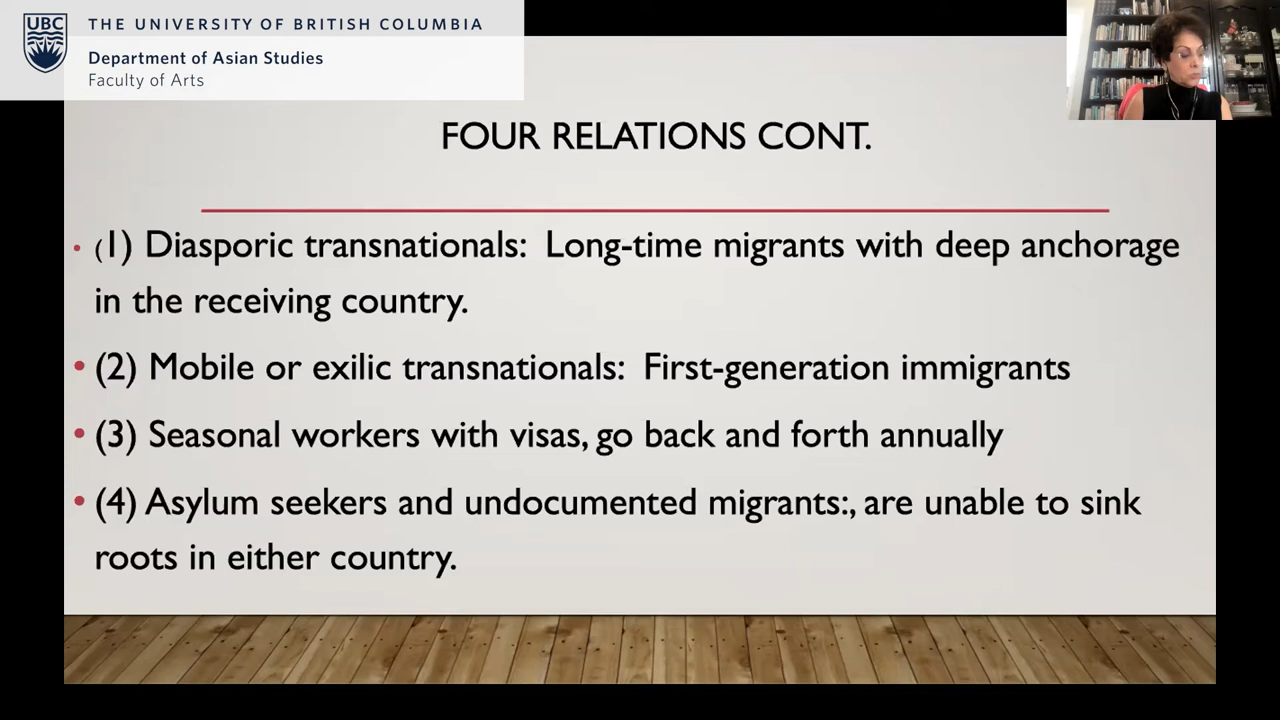 UBC
THE UNIVERSITY OF BRITISH COLUMBIA
Department of Asian Studies
Faculty of Arts
FOUR RELATIONS CONT.
• (1) Diasporic transnationals: Long-time migrants with deep anchorage
in the receiving country.
• (2) Mobile or exilic transnationals: First-generation immigrants
• (3) Seasonal workers with visas, go back and forth annually
• (4) Asylum seekers and undocumented migrants:, are unable to sink
roots in either country.